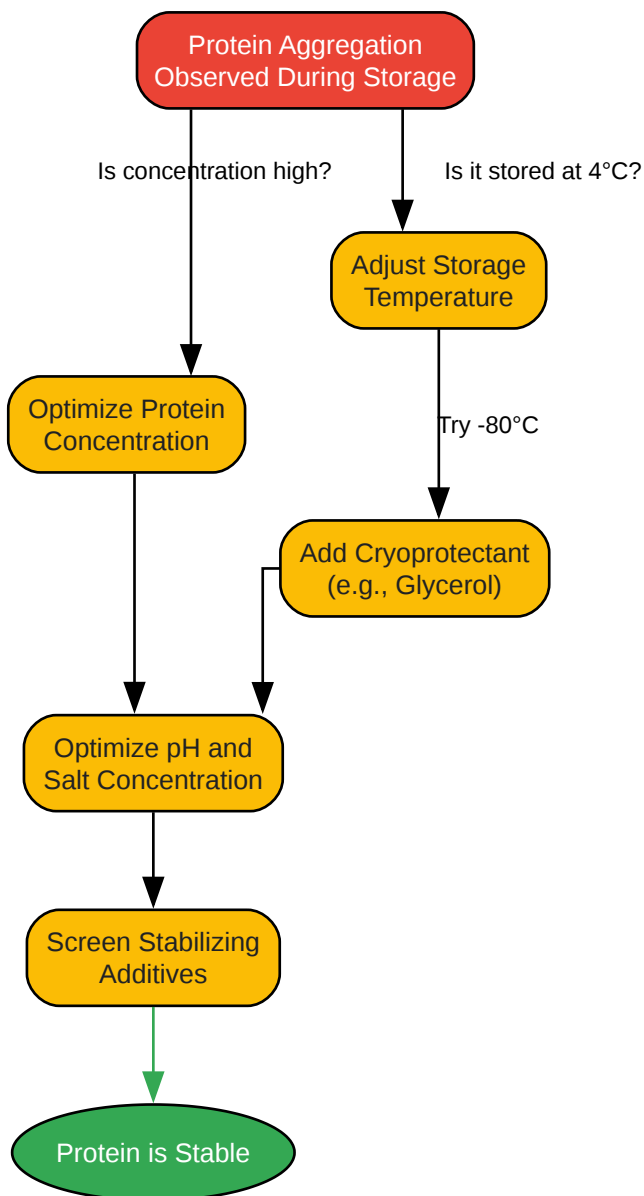 Protein Aggregation
Observed During Storage
Is concentration high?
Is it stored at 4°C?
Adjust Storage
Temperature
Optimize Protein
Concentration
Try -80°C
Add Cryoprotectant
(e.g., Glycerol)
Optimize pH and
Salt Concentration
Screen Stabilizing
Additives
Protein is Stable